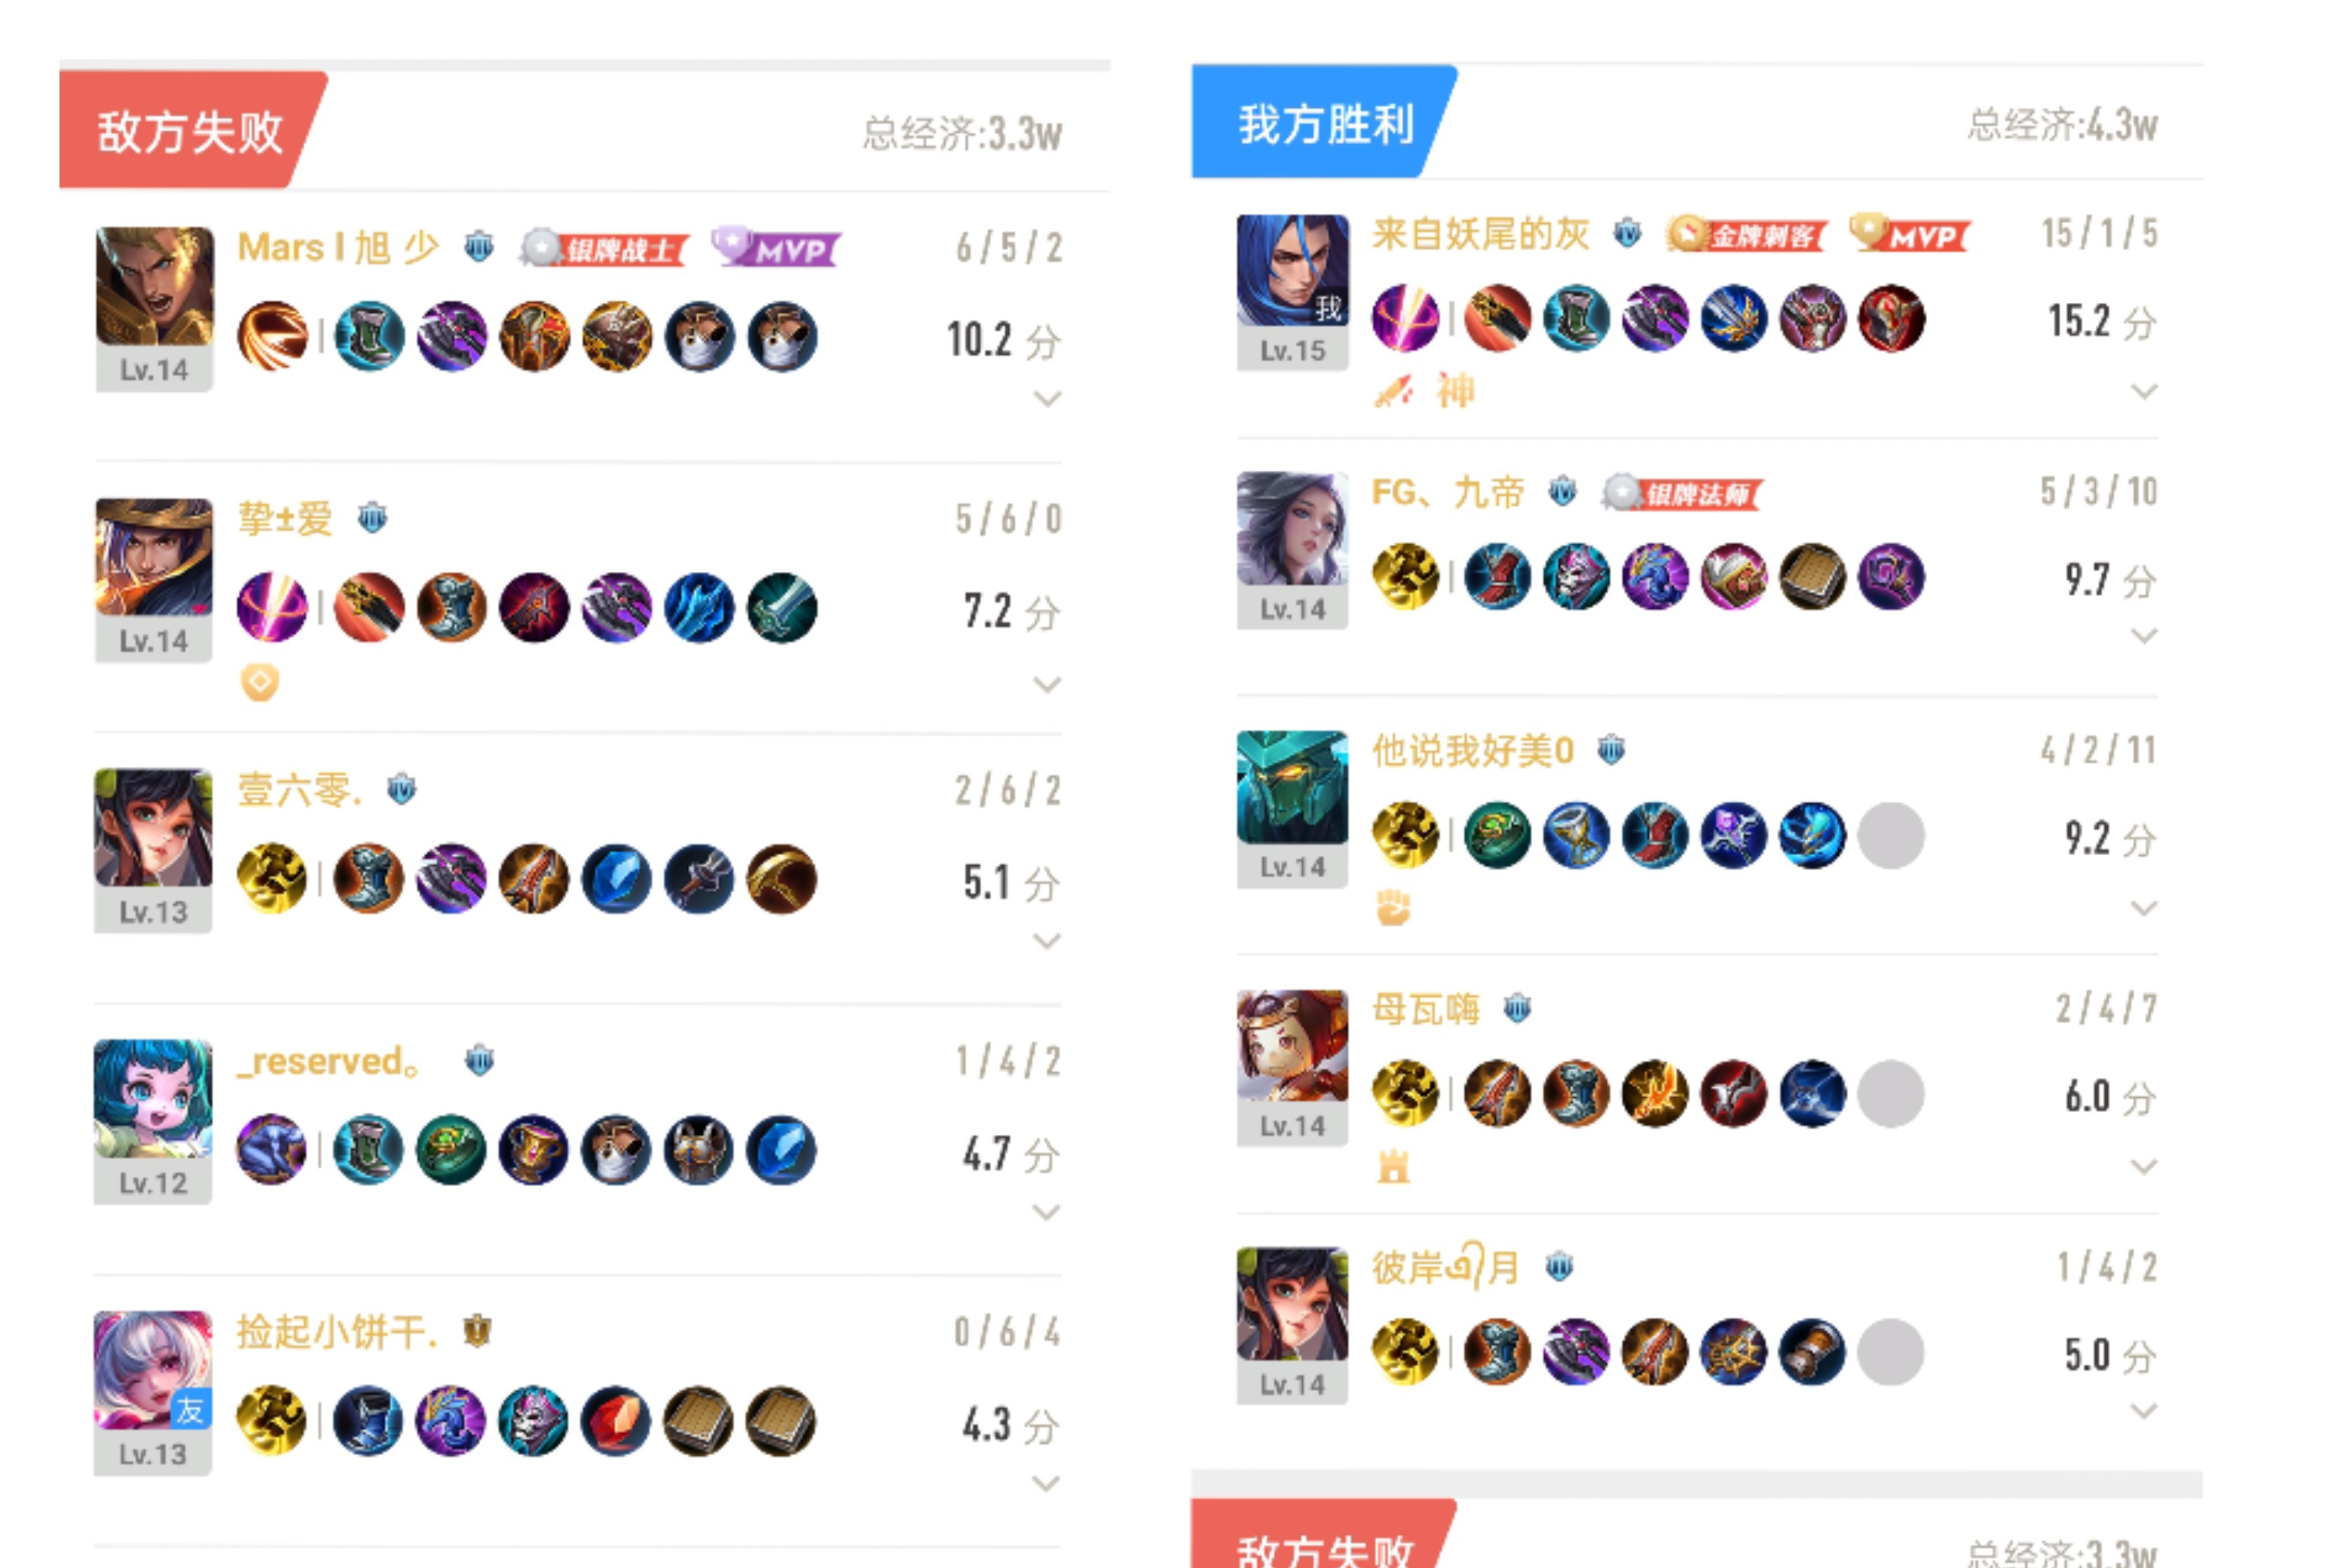 敌方失败
总经济:3.3w
Mars l 旭 少 银牌战士 MVP 6 / 5 / 2
10.2 分
Lv.14
挚±爱 5 / 6 / 0
7.2 分
Lv.14
壹六零. 2 / 6 / 2
5.1 分
Lv.13
_reserved。 1 / 4 / 2
4.7 分
Lv.12
捡起小饼干. 0 / 6 / 4
友
4.3 分
Lv.13
我方胜利
总经济:4.3w
来自妖尾的灰 金牌刺客 MVP 15 / 1 / 5
我
15.2 分
Lv.15
神
FG、九帝 银牌法师 5 / 3 / 10
9.7 分
Lv.14
他说我好美0 4 / 2 / 11
9.2 分
Lv.14
母瓦嗨 2 / 4 / 7
6.0 分
Lv.14
彼岸 月 1 / 4 / 2
5.0 分
Lv.14
敌方失败
总经济:3.3w